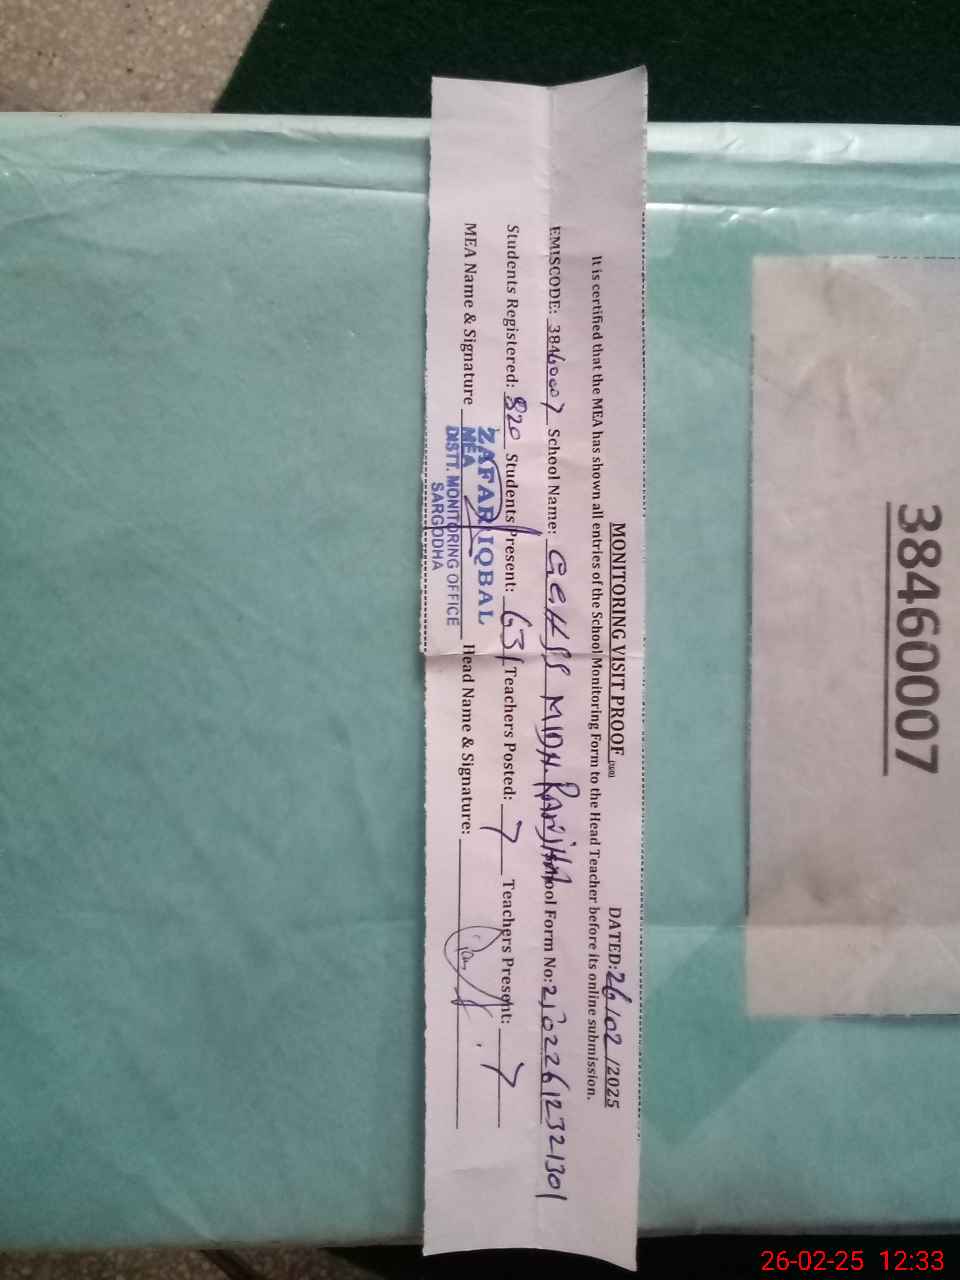 MONITORING VISIT PROOF DATED: 26/02/2025
It is certified that the MEA has shown all entries of the School Monitoring Form to the Head Teacher before its online submission.
EMISCODE: 38460007 School Name: GGHSS MIDH RANJHA School Form No: 21022612321301
Students Registered: 820 Students Present: 631 Teachers Posted: 7 Teachers Present: 7
MEA Name & Signature Head Name & Signature:
ZAFAR IQBAL
MEA
DISTT. MONITORING OFFICE
SARGODHA
38460007
26-02-25 12:33